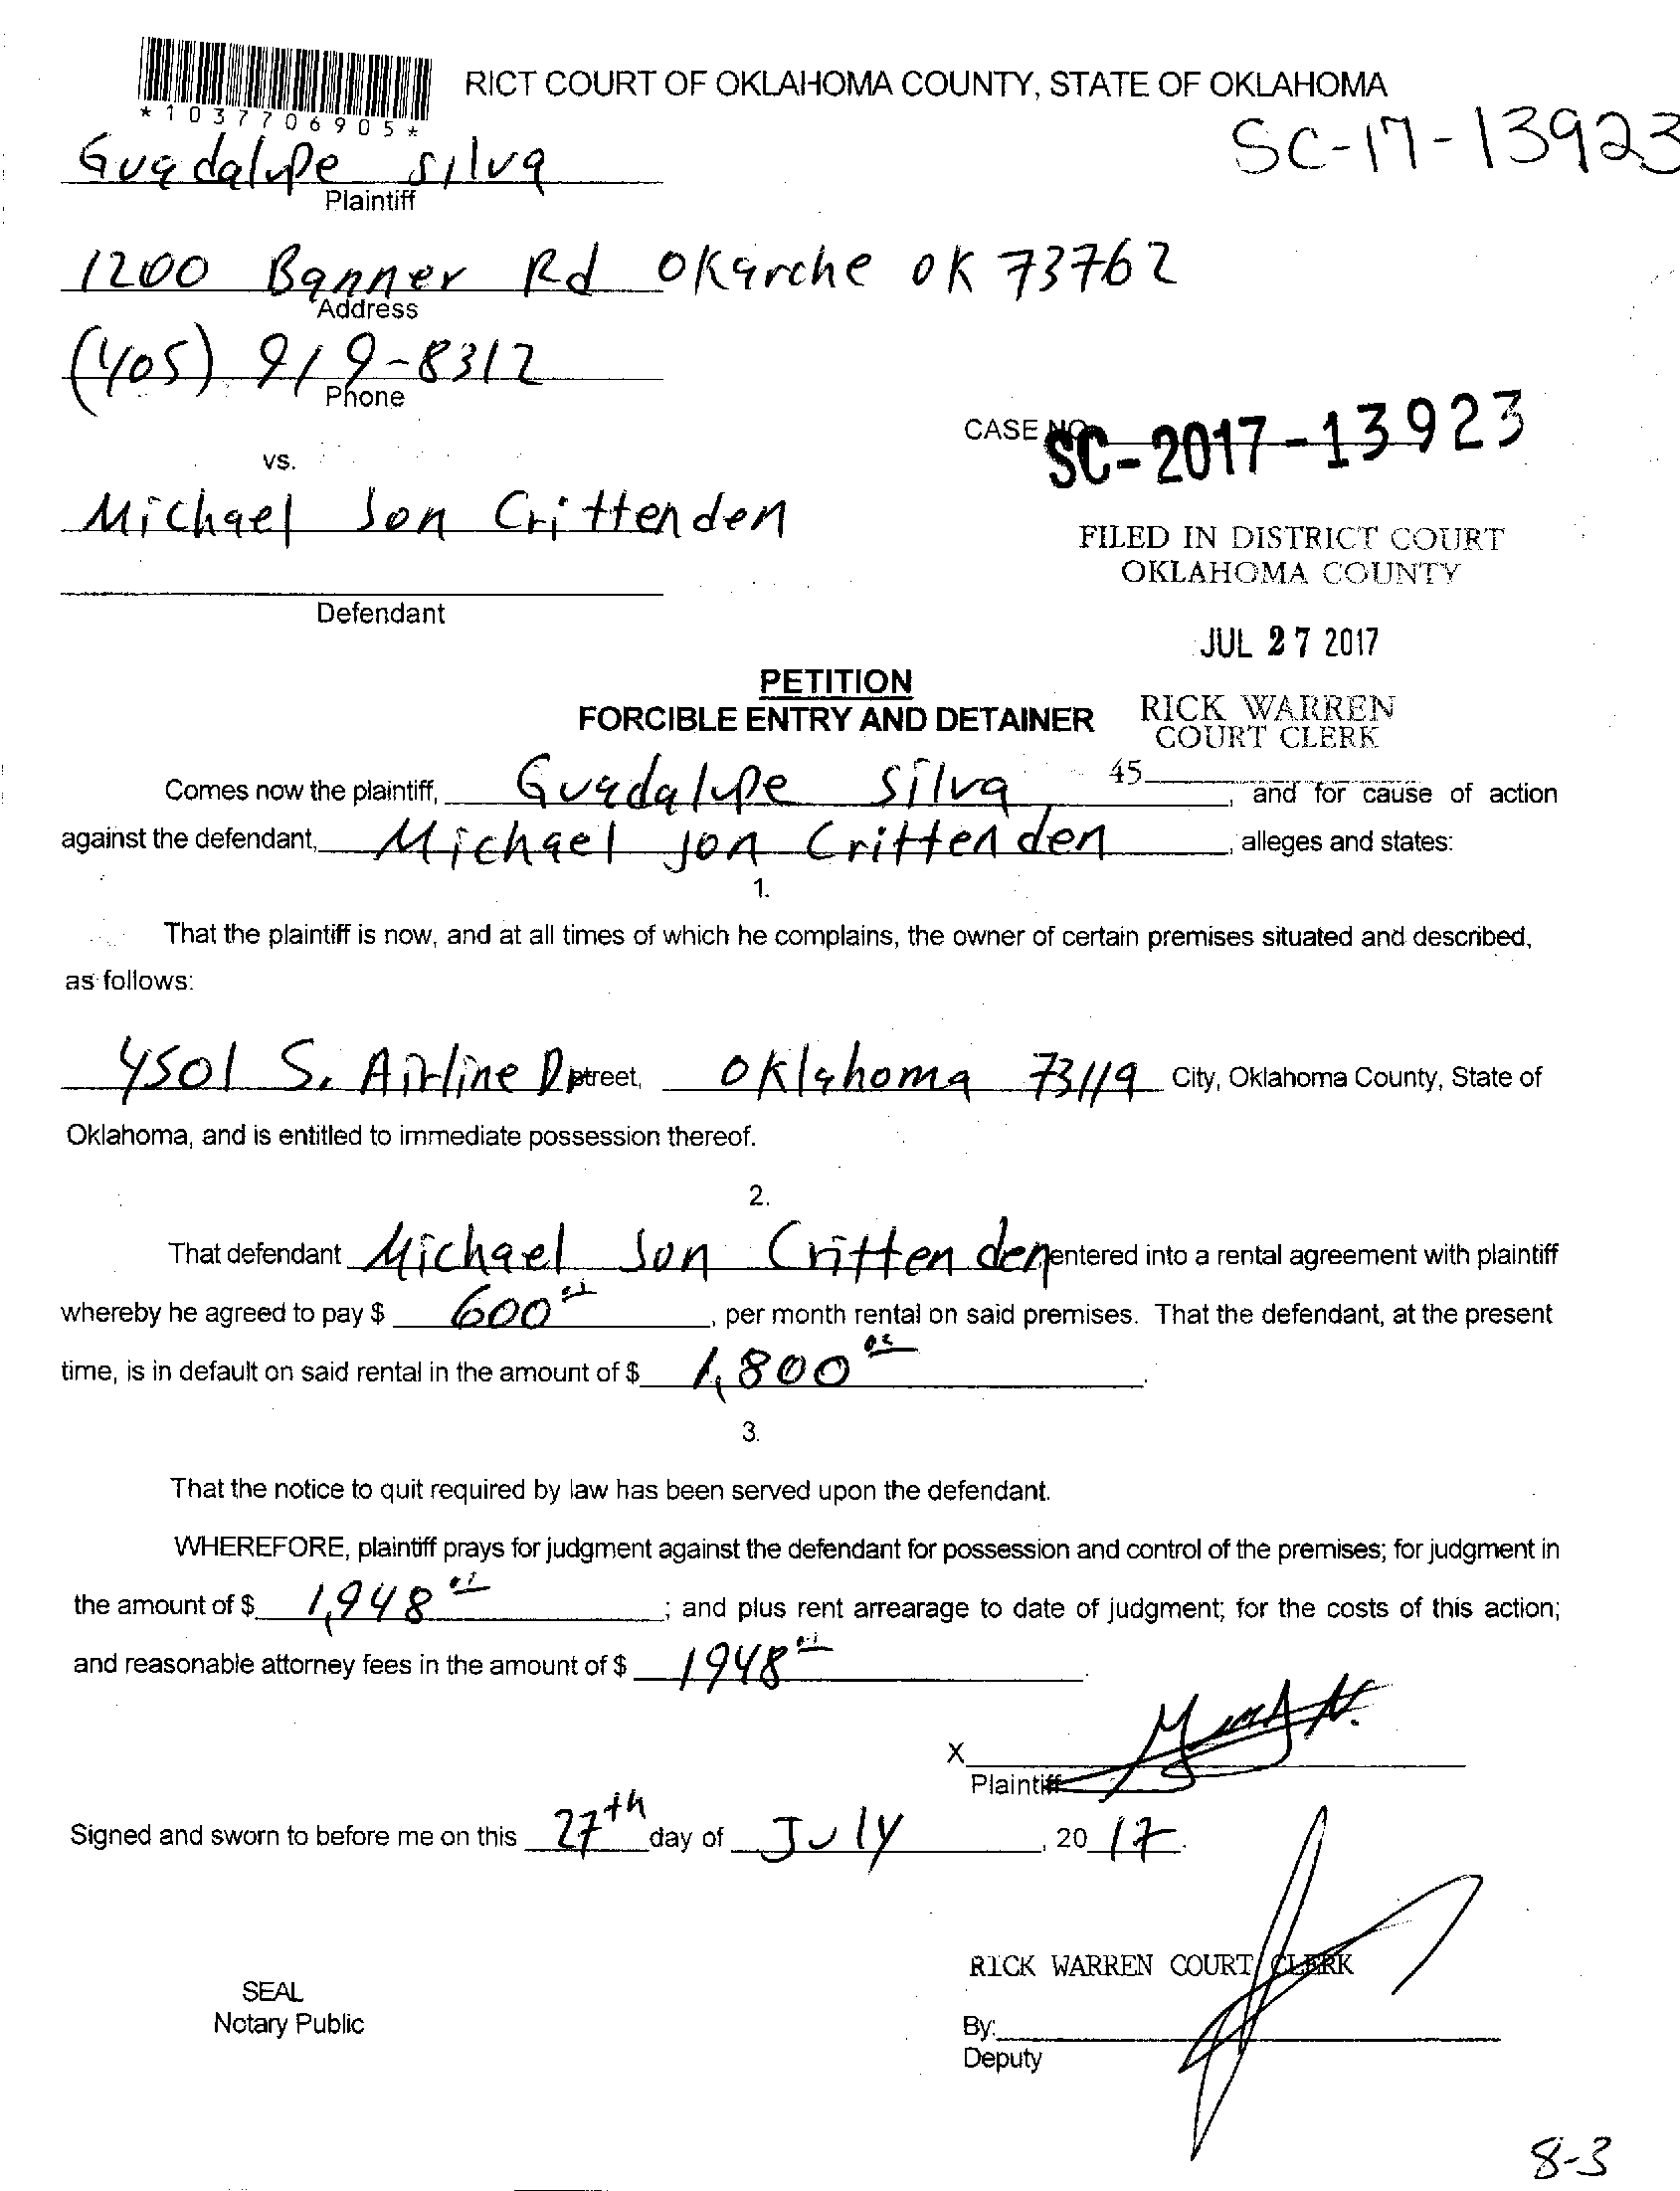 RICT COURT OF OKLAHOMA COUNTY, STATE OF OKLAHOMA
*1037706905*
SC-17-13923
Guadalupe Silva
Plaintiff
1200 Banner Rd Okarche OK 73762
Address
(405) 919-8312
Phone
CASE NO. SC-2017-13923
vs.
Michael Jon Crittenden
FILED IN DISTRICT COURT
OKLAHOMA COUNTY
Defendant
JUL 27 2017
PETITION
FORCIBLE ENTRY AND DETAINER
RICK WARREN
COURT CLERK
45
Comes now the plaintiff, Guadalupe Silva, and for cause of action
against the defendant, Michael Jon Crittenden, alleges and states:
1.
That the plaintiff is now, and at all times of which he complains, the owner of certain premises situated and described,
as follows:
4501 S. Airline Dr street, Oklahoma 73119 City, Oklahoma County, State of
Oklahoma, and is entitled to immediate possession thereof.
2.
That defendant Michael Jon Crittenden entered into a rental agreement with plaintiff
whereby he agreed to pay $ 600 , per month rental on said premises. That the defendant, at the present
time, is in default on said rental in the amount of $ 1,800 .
3.
That the notice to quit required by law has been served upon the defendant.
WHEREFORE, plaintiff prays for judgment against the defendant for possession and control of the premises; for judgment in
the amount of $ 1,948 ; and plus rent arrearage to date of judgment; for the costs of this action;
and reasonable attorney fees in the amount of $ 1948 .
X
Plaintiff
Signed and sworn to before me on this 27th day of July, 20 17.
RICK WARREN COURT CLERK
SEAL
Notary Public
By:
Deputy
8-3